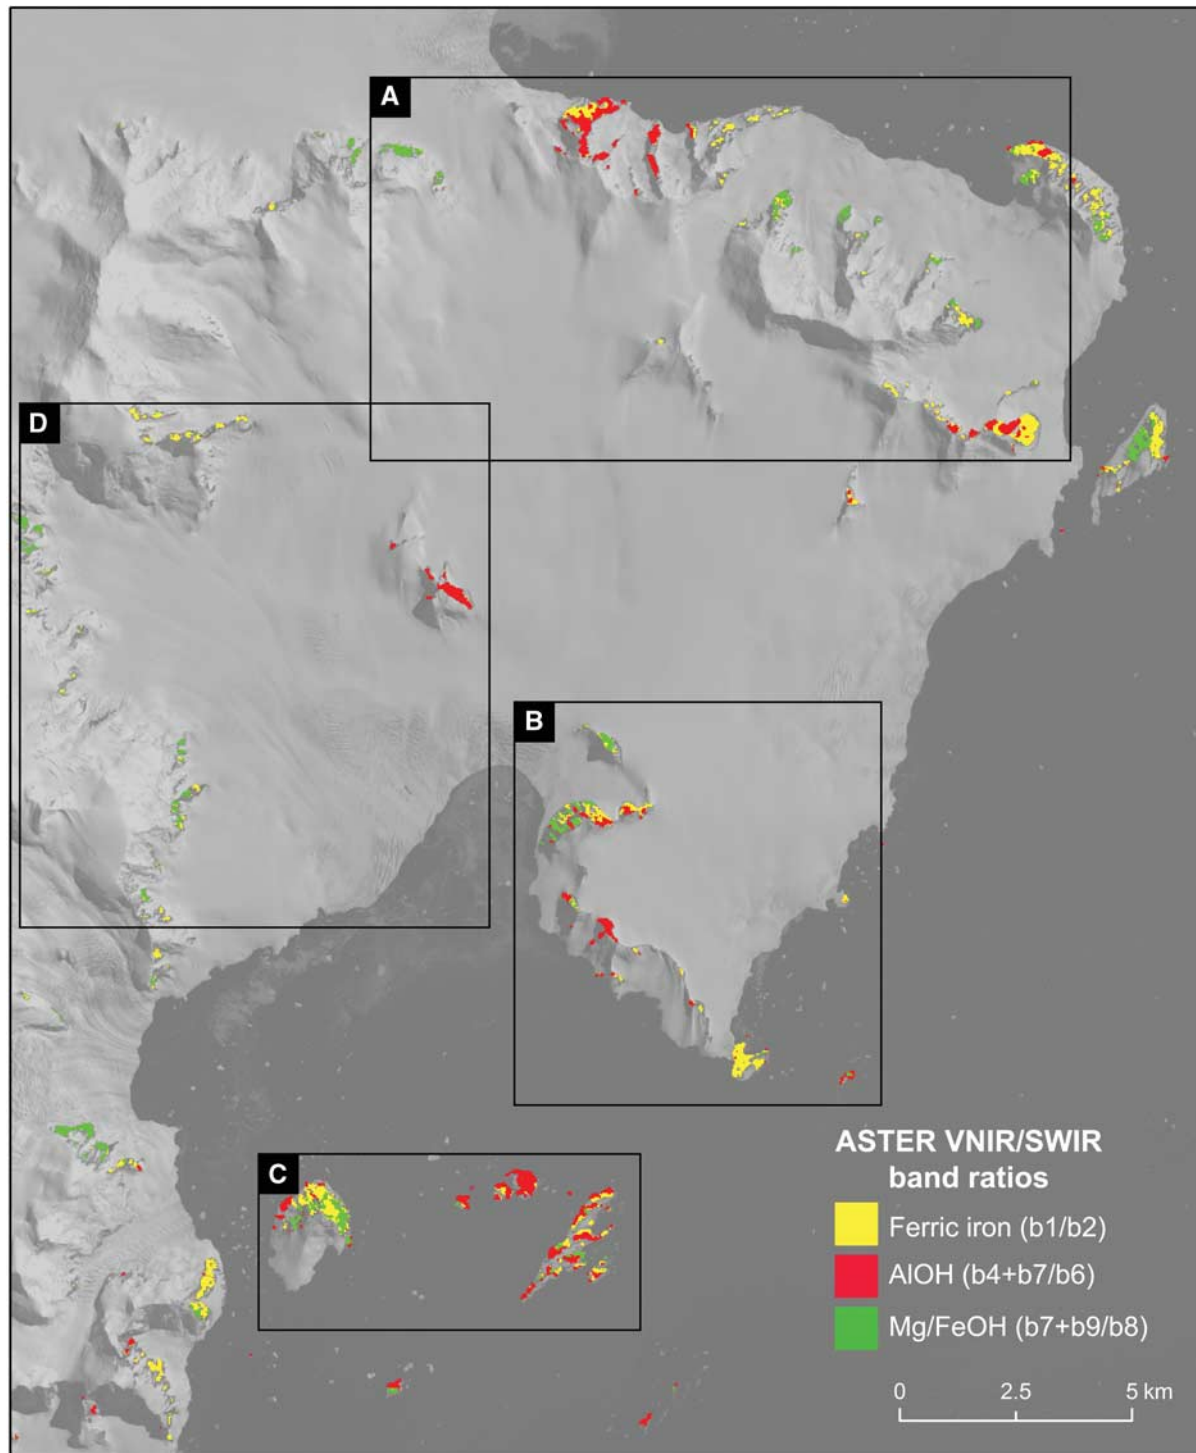 A
D
B
C
ASTER VNIR/SWIR
band ratios
Ferric iron (b1/b2)
AlOH (b4+b7/b6)
Mg/FeOH (b7+b9/b8)
0 2.5 5 km